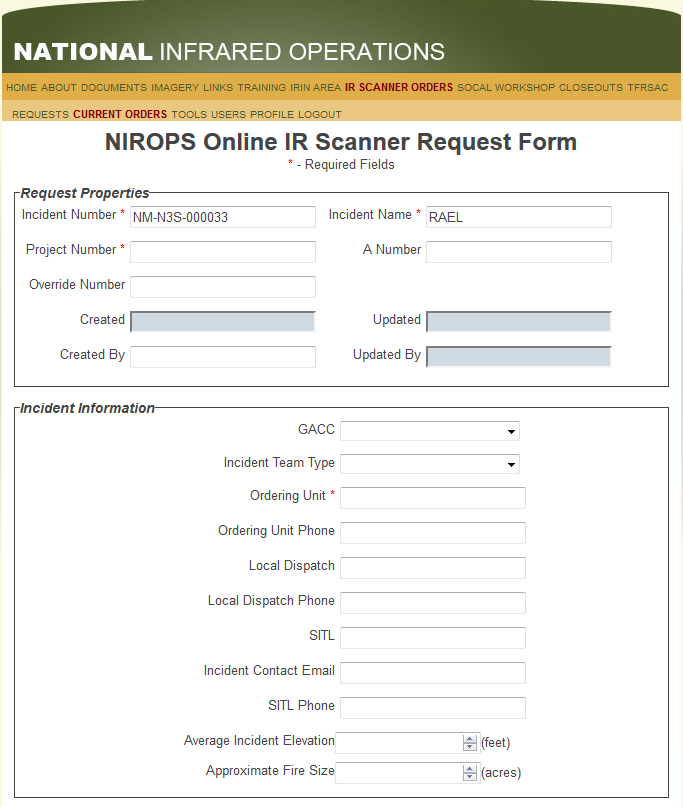 NATIONAL INFRARED OPERATIONS
HOME ABOUT DOCUMENTS IMAGERY LINKS TRAINING IRIN AREA IR SCANNER ORDERS SOCAL WORKSHOP CLOSEOUTS TFRSAC
REQUESTS CURRENT ORDERS TOOLS USERS PROFILE LOGOUT
NIROPS Online IR Scanner Request Form
* - Required Fields
Request Properties
Incident Number * NM-N3S-000033 Incident Name * RAEL
Project Number * A Number
Override Number
Created Updated
Created By Updated By
Incident Information
GACC
Incident Team Type
Ordering Unit *
Ordering Unit Phone
Local Dispatch
Local Dispatch Phone
SITL
Incident Contact Email
SITL Phone
Average Incident Elevation (feet)
Approximate Fire Size (acres)